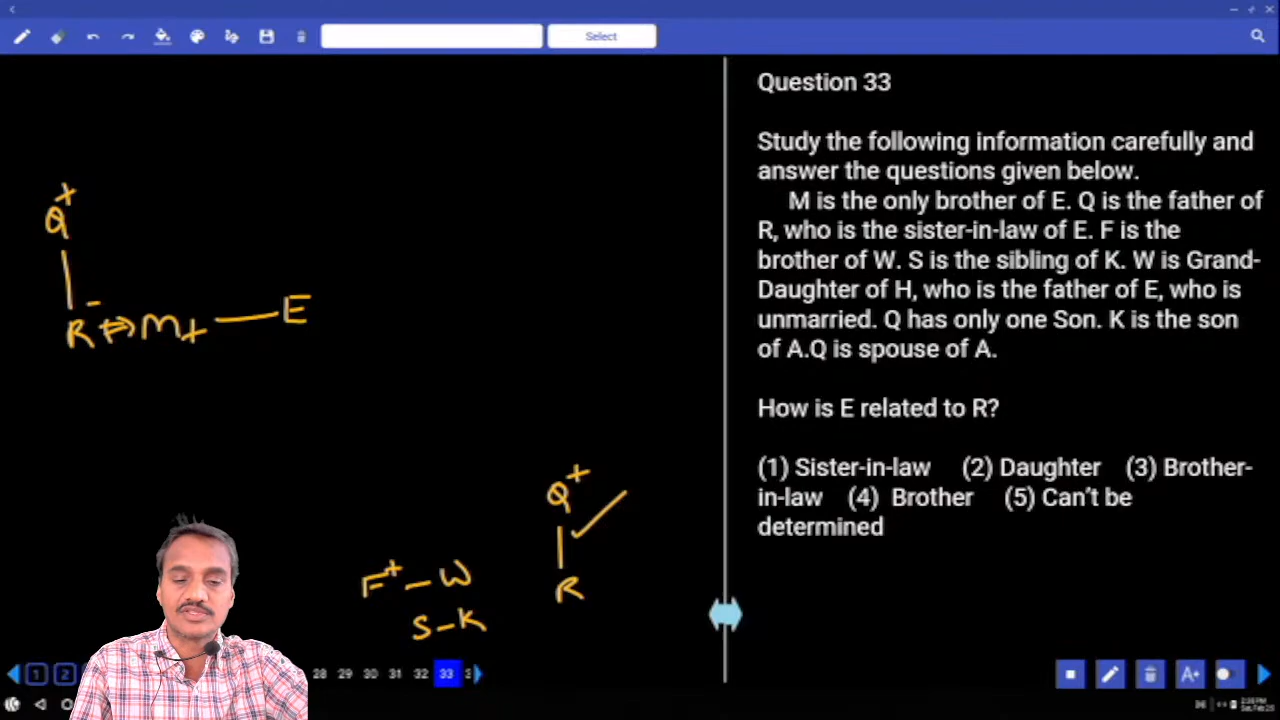 Select
Question 33
Study the following information carefully and
answer the questions given below.
M is the only brother of E. Q is the father of
R, who is the sister-in-law of E. F is the
brother of W. S is the sibling of K. W is Grand-
Daughter of H, who is the father of E, who is
unmarried. Q has only one Son. K is the son
of A.Q is spouse of A.
How is E related to R?
(1) Sister-in-law (2) Daughter (3) Brother-
in-law (4) Brother (5) Can't be
determined
Q+
R- ⇔ M+ — E
Q+
R
F+ — W
S – K
1 2 28 29 30 31 32 33 3
A+